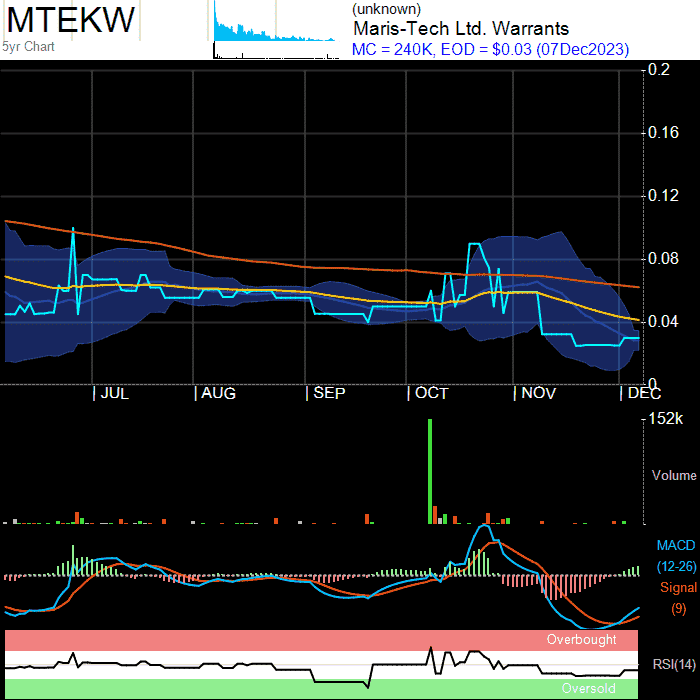 MTEKW
5yr Chart
(unknown)
Maris-Tech Ltd. Warrants
MC = 240K, EOD = $0.03 (07Dec2023)
0.2
0.16
0.12
0.08
0.04
0
JUL AUG SEP OCT NOV DEC
152k
Volume
MACD
(12-26)
Signal
(9)
Overbought
RSI(14)
Oversold